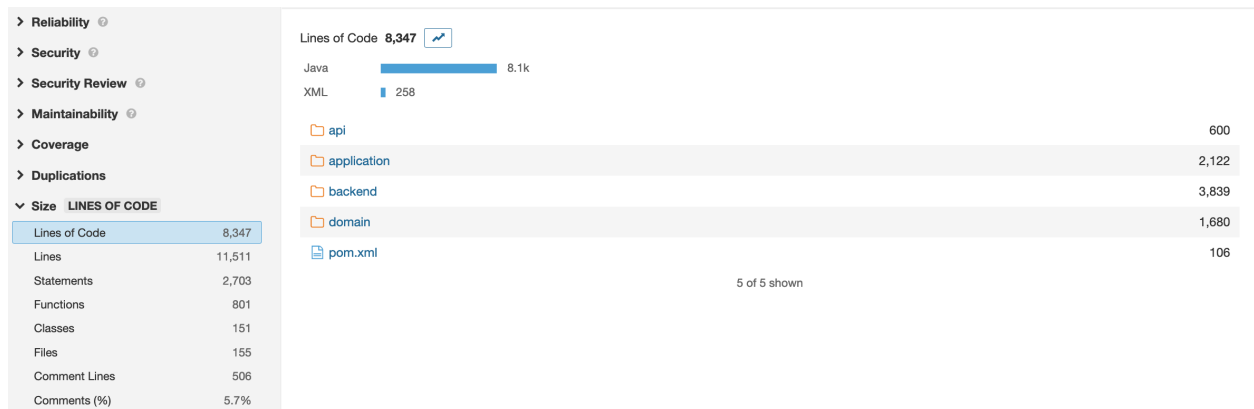 Reliability
Security
Security Review
Maintainability
Coverage
Duplications
Size LINES OF CODE
Lines of Code 8,347
Lines 11,511
Statements 2,703
Functions 801
Classes 151
Files 155
Comment Lines 506
Comments (%) 5.7%
Lines of Code 8,347
Java 8.1k
XML 258
api 600
application 2,122
backend 3,839
domain 1,680
pom.xml 106
5 of 5 shown